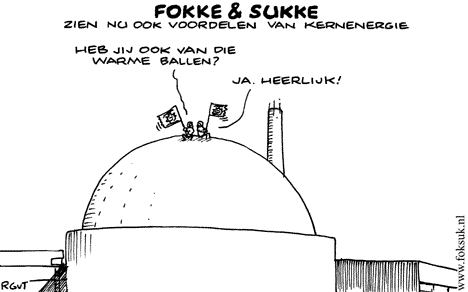 FOKKE & SUKKE
ZIEN NU OOK VOORDELEN VAN KERNENERGIE
HEB JIJ OOK VAN DIE
WARME BALLEN?
JA. HEERLIJK!
RGvT
www.foksuk.nl